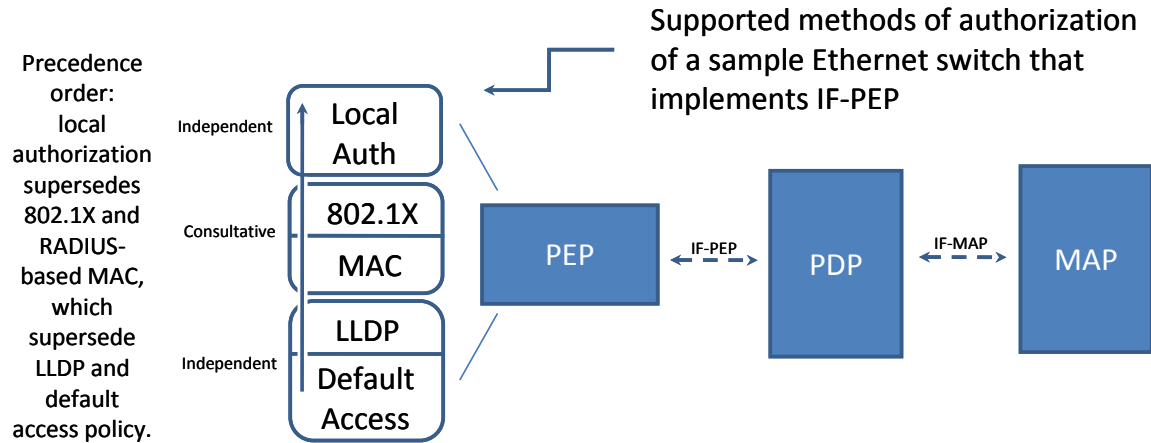 Supported methods of authorization
of a sample Ethernet switch that
implements IF-PEP
Precedence
order:
local
authorization
supersedes
802.1X and
RADIUS-
based MAC,
which
supersede
LLDP and
default
access policy.
Independent
Local
Auth
Consultative
802.1X
MAC
Independent
LLDP
Default
Access
PEP
IF-PEP
PDP
IF-MAP
MAP